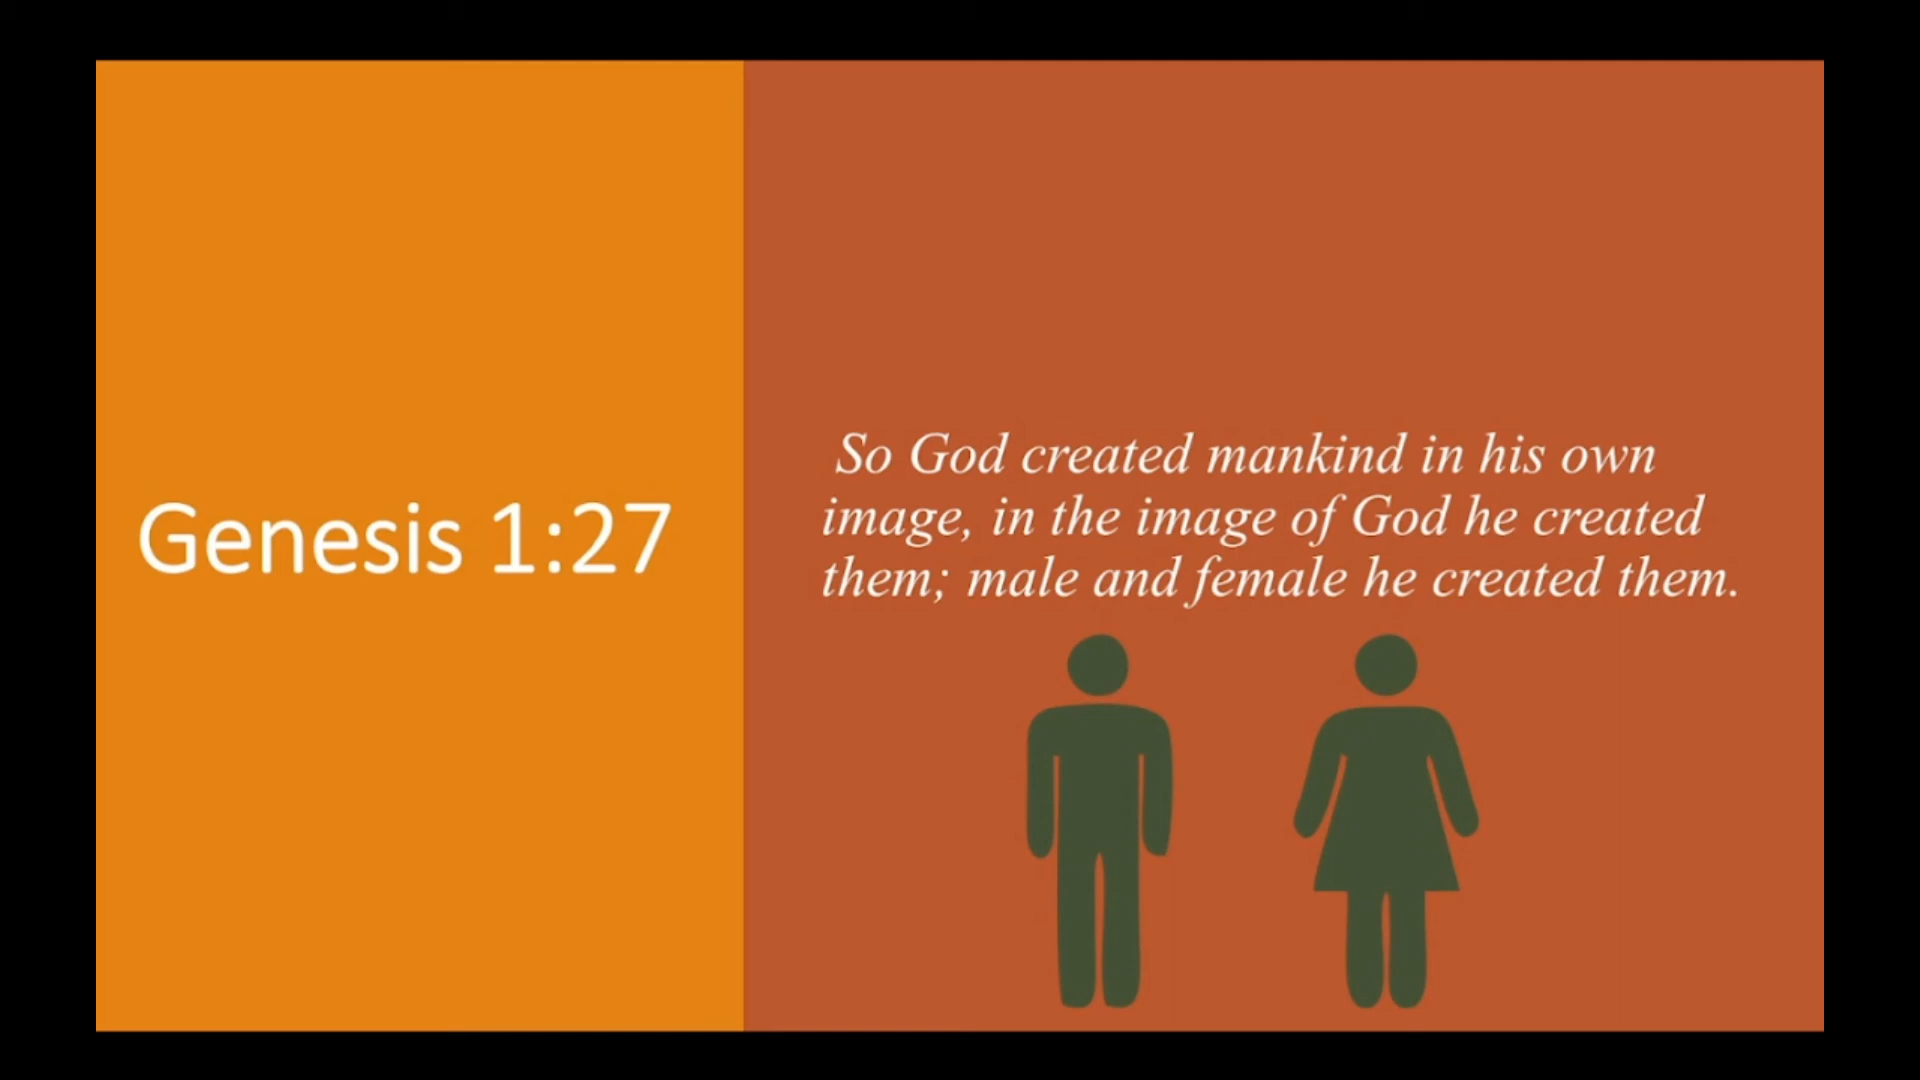 Genesis 1:27
So God created mankind in his own
image, in the image of God he created
them; male and female he created them.